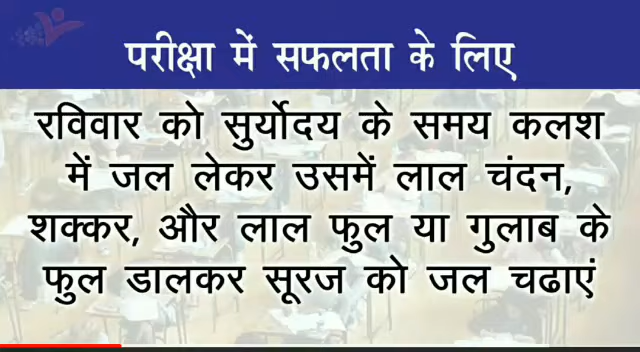 परीक्षा में सफलता के लिए
रविवार को सुर्योदय के समय कलश
में जल लेकर उसमें लाल चंदन,
शक्कर, और लाल फुल या गुलाब के
फुल डालकर सूरज को जल चढाएं